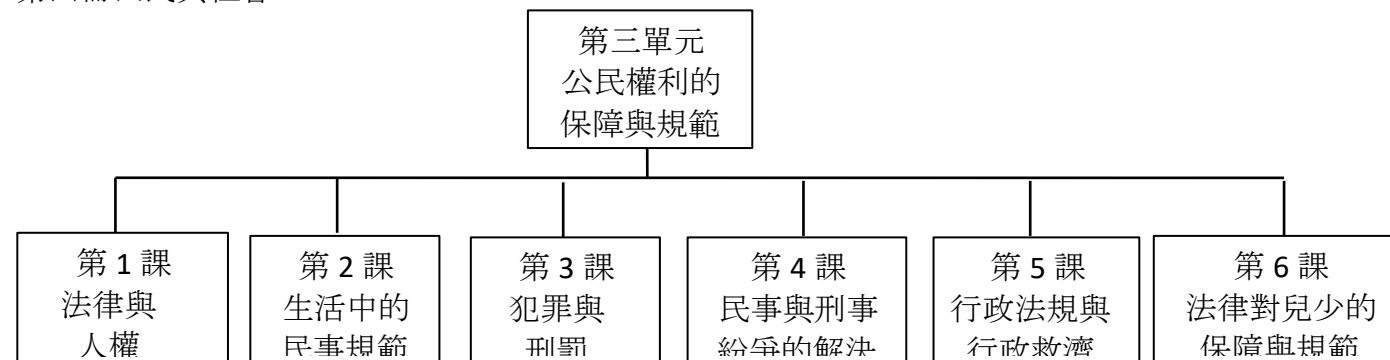 第三單元
公民權利的
保障與規範
第 1 課
法律與
人權
第 2 課
生活中的
民事規範
第 3 課
犯罪與
刑罰
第 4 課
民事與刑事
紛爭的解決
第 5 課
行政法規與
行政救濟
第 6 課
法律對兒少的
保障與規範